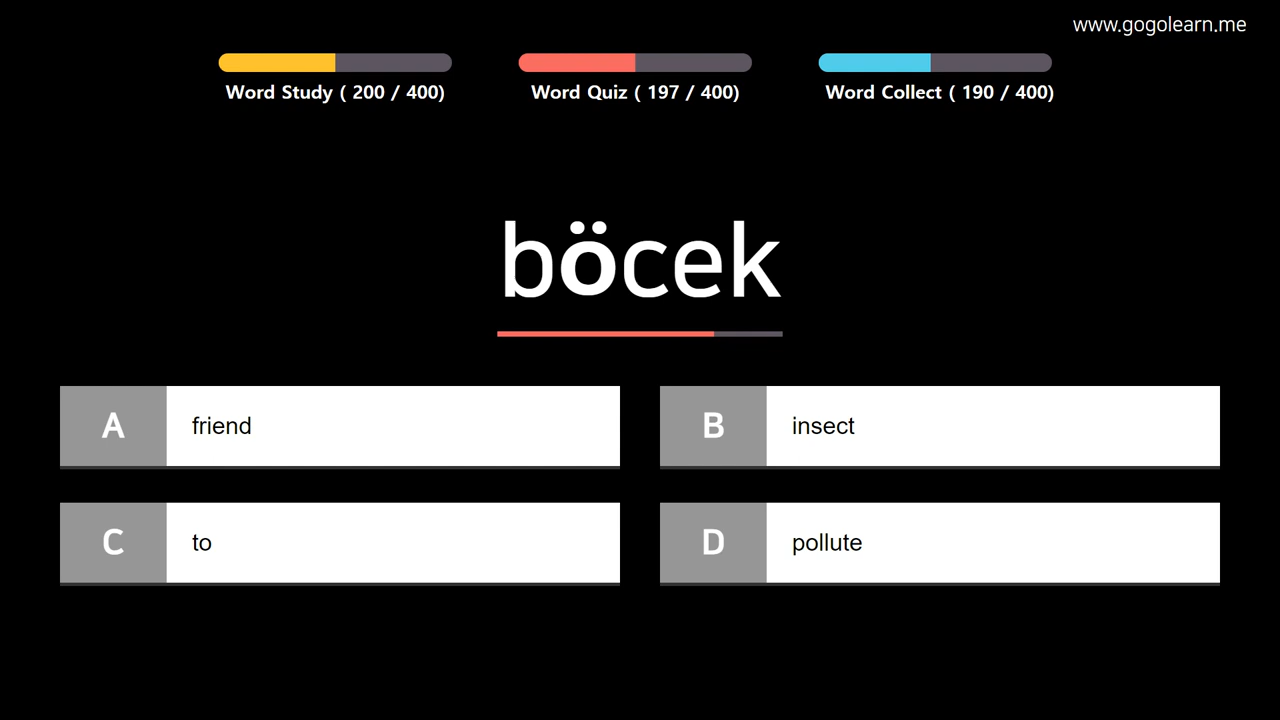 www.gogolearn.me
Word Study ( 200 / 400)
Word Quiz ( 197 / 400)
Word Collect ( 190 / 400)
böcek
A friend
B insect
C to
D pollute